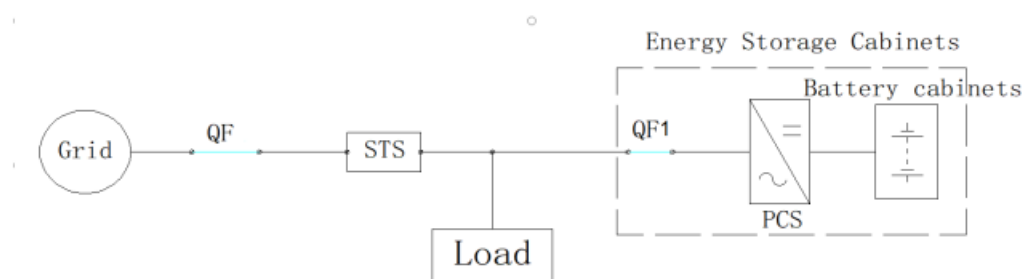 Energy Storage Cabinets
Battery cabinets
QF
QF1
Grid
STS
PCS
Load